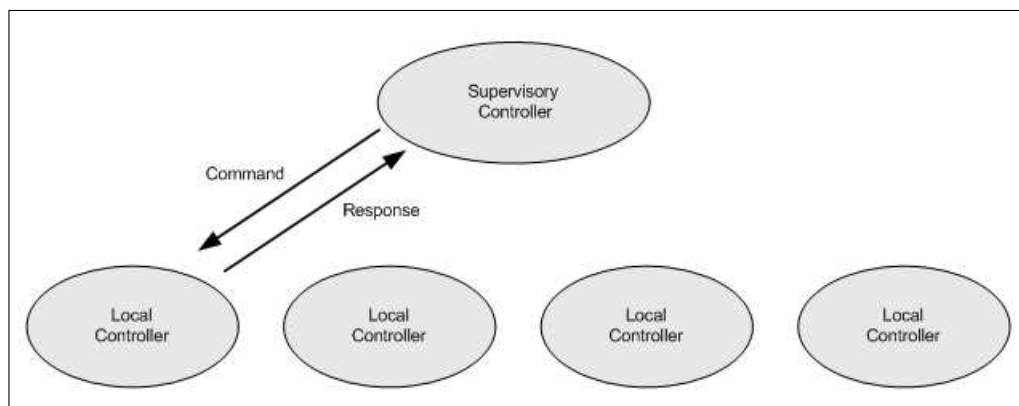 Supervisory
Controller
Command
Response
Local
Controller
Local
Controller
Local
Controller
Local
Controller